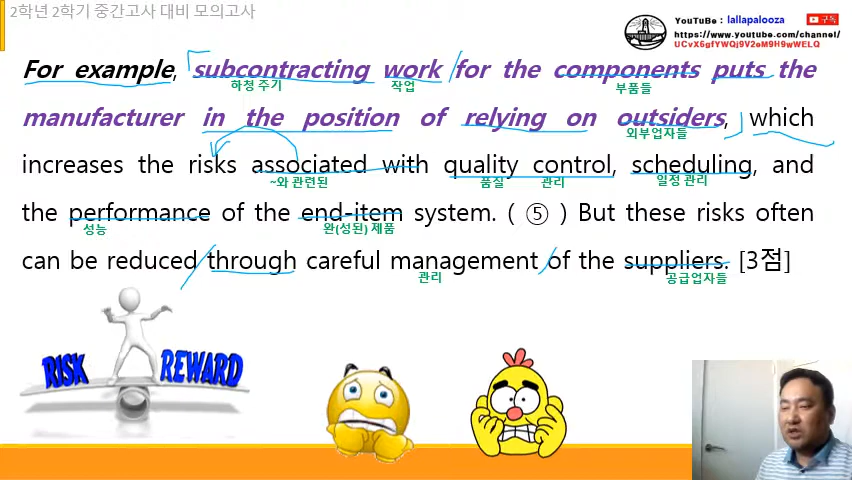 2학년 2학기 중간고사 대비 모의고사
YouTuBe : lallapalooza
구독
https://www.youtube.com/channel/
UCvX6gfYWQj9V2eM9H9wWELQ
For example, subcontracting work for the components puts the
하청 주기 작업 부품들
manufacturer in the position of relying on outsiders, which
외부업자들
increases the risks associated with quality control, scheduling, and
~와 관련된 품질 관리 일정 관리
the performance of the end-item system. ( ⑤ ) But these risks often
성능 완(성된) 제품
can be reduced through careful management of the suppliers. [3점]
관리 공급업자들
RISK REWARD